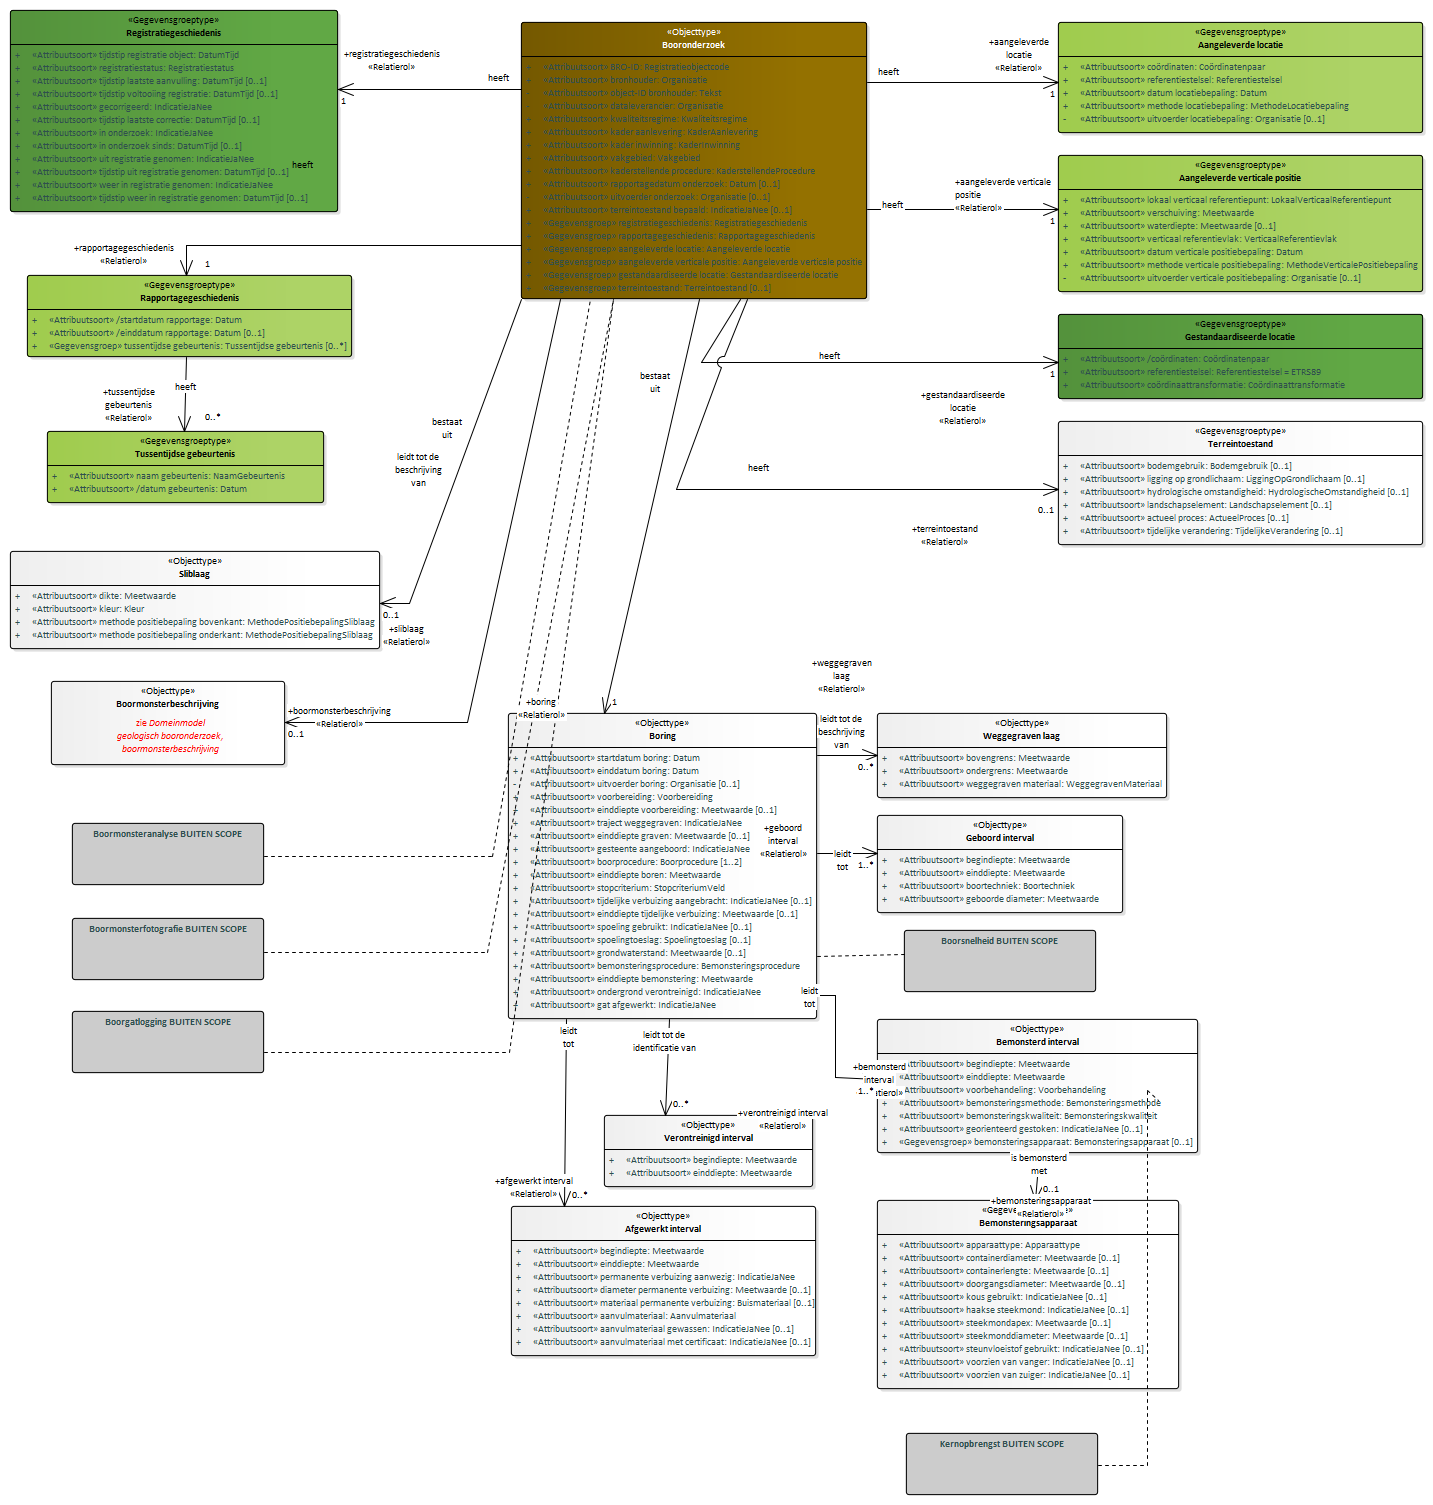 «Gegevensgroeptype»
Registratiegeschiedenis
+ «Attribuutsoort» tijdstip registratie object: DatumTijd
+ «Attribuutsoort» registratiestatus: Registratiestatus
+ «Attribuutsoort» tijdstip laatste aanvulling: DatumTijd [0..1]
+ «Attribuutsoort» tijdstip voltooiing registratie: DatumTijd [0..1]
+ «Attribuutsoort» gecorrigeerd: IndicatieJaNee
+ «Attribuutsoort» tijdstip laatste correctie: DatumTijd [0..1]
+ «Attribuutsoort» in onderzoek: IndicatieJaNee
+ «Attribuutsoort» in onderzoek sinds: DatumTijd [0..1]
+ «Attribuutsoort» uit registratie genomen: IndicatieJaNee
+ «Attribuutsoort» tijdstip uit registratie genomen: DatumTijd [0..1]
+ «Attribuutsoort» weer in registratie genomen: IndicatieJaNee
+ «Attribuutsoort» tijdstip weer in registratie genomen: DatumTijd [0..1]
heeft
+registratiegeschiedenis
«Relatierol»
heeft
1
«Objecttype»
Booronderzoek
«Attribuutsoort» BRO-ID: Registratieobjectcode
«Attribuutsoort» bronhouder: Organisatie
«Attribuutsoort» object-ID bronhouder: Tekst
«Attribuutsoort» dataleverancier: Organisatie
«Attribuutsoort» kwaliteitsregime: Kwaliteitsregime
«Attribuutsoort» kader aanlevering: KaderAanlevering
«Attribuutsoort» kader inwinning: KaderInwinning
«Attribuutsoort» vakgebied: Vakgebied
«Attribuutsoort» kaderstellende procedure: KaderstellendeProcedure
«Attribuutsoort» rapportagedatum onderzoek: Datum [0..1]
«Attribuutsoort» uitvoerder onderzoek: Organisatie [0..1]
«Attribuutsoort» terreintoestand bepaald: IndicatieJaNee [0..1]
«Gegevensgroep» registratiegeschiedenis: Registratiegeschiedenis
«Gegevensgroep» rapportagegeschiedenis: Rapportagegeschiedenis
«Gegevensgroep» aangeleverde locatie: Aangeleverde locatie
«Gegevensgroep» aangeleverde verticale positie: Aangeleverde verticale positie
«Gegevensgroep» gestandaardiseerde locatie: Gestandaardiseerde locatie
«Gegevensgroep» terreintoestand: Terreintoestand [0..1]
heeft
+aangeleverde
locatie
«Relatierol»
1
«Gegevensgroeptype»
Aangeleverde locatie
+ «Attribuutsoort» coördinaten: Coördinatenpaar
+ «Attribuutsoort» referentiestelsel: Referentiestelsel
+ «Attribuutsoort» datum locatiebepaling: Datum
+ «Attribuutsoort» methode locatiebepaling: MethodeLocatiebepaling
- «Attribuutsoort» uitvoerder locatiebepaling: Organisatie [0..1]
heeft
+aangeleverde verticale
positie
«Relatierol»
1
«Gegevensgroeptype»
Aangeleverde verticale positie
+ «Attribuutsoort» lokaal verticaal referentiepunt: LokaalVerticaalReferentiepunt
+ «Attribuutsoort» verschuiving: Meetwaarde
+ «Attribuutsoort» waterdiepte: Meetwaarde [0..1]
+ «Attribuutsoort» verticaal referentievlak: VerticaalReferentievlak
+ «Attribuutsoort» datum verticale positiebepaling: Datum
+ «Attribuutsoort» methode verticale positiebepaling: MethodeVerticalePositiebepaling
- «Attribuutsoort» uitvoerder verticale positiebepaling: Organisatie [0..1]
+rapportagegeschiedenis
«Relatierol»
1
«Gegevensgroeptype»
Rapportagegeschiedenis
+ «Attribuutsoort» /startdatum rapportage: Datum
+ «Attribuutsoort» /einddatum rapportage: Datum [0..1]
+ «Gegevensgroep» tussentijdse gebeurtenis: Tussentijdse gebeurtenis [0..*]
heeft
+tussentijdse
gebeurtenis
«Relatierol»
0..*
«Gegevensgroeptype»
Tussentijdse gebeurtenis
+ «Attribuutsoort» naam gebeurtenis: NaamGebeurtenis
+ «Attribuutsoort» /datum gebeurtenis: Datum
heeft
1
+gestandaardiseerde
locatie
«Relatierol»
«Gegevensgroeptype»
Gestandaardiseerde locatie
+ «Attribuutsoort» /coördinaten: Coördinatenpaar
+ «Attribuutsoort» referentiestelsel: Referentiestelsel = ETRS89
+ «Attribuutsoort» coördinaattransformatie: Coördinaattransformatie
heeft
0..1
+terreintoestand
«Relatierol»
«Gegevensgroeptype»
Terreintoestand
+ «Attribuutsoort» bodemgebruik: Bodemgebruik [0..1]
+ «Attribuutsoort» ligging op grondlichaam: LiggingOpGrondlichaam [0..1]
+ «Attribuutsoort» hydrologische omstandigheid: HydrologischeOmstandigheid [0..1]
+ «Attribuutsoort» landschapselement: Landschapselement [0..1]
+ «Attribuutsoort» actueel proces: ActueelProces [0..1]
+ «Attribuutsoort» tijdelijke verandering: TijdelijkeVerandering [0..1]
bestaat
uit
bestaat
uit
leidt tot de
beschrijving
van
«Objecttype»
Sliblaag
+ «Attribuutsoort» dikte: Meetwaarde
+ «Attribuutsoort» kleur: Kleur
+ «Attribuutsoort» methode positiebepaling bovenkant: MethodePositiebepalingSliblaag
+ «Attribuutsoort» methode positiebepaling onderkant: MethodePositiebepalingSliblaag
0..1
+sliblaag
«Relatierol»
«Objecttype»
Boormonsterbeschrijving
zie Domeinmodel
geologisch booronderzoek,
boormonsterbeschrijving
+boormonsterbeschrijving
«Relatierol»
0..1
+boring
«Relatierol»
1
«Objecttype»
Boring
+ «Attribuutsoort» startdatum boring: Datum
+ «Attribuutsoort» einddatum boring: Datum
- «Attribuutsoort» uitvoerder boring: Organisatie [0..1]
+ «Attribuutsoort» voorbereiding: Voorbereiding
+ «Attribuutsoort» einddiepte voorbereiding: Meetwaarde [0..1]
+ «Attribuutsoort» traject weggegraven: IndicatieJaNee
+ «Attribuutsoort» einddiepte graven: Meetwaarde [0..1]
+ «Attribuutsoort» gesteente aangeboord: IndicatieJaNee
+ «Attribuutsoort» boorprocedure: Boorprocedure [1..2]
+ «Attribuutsoort» einddiepte boren: Meetwaarde
+ «Attribuutsoort» stopcriterium: StopcriteriumVeld
+ «Attribuutsoort» tijdelijke verbuizing aangebracht: IndicatieJaNee [0..1]
+ «Attribuutsoort» einddiepte tijdelijke verbuizing: Meetwaarde [0..1]
+ «Attribuutsoort» spoeling gebruikt: IndicatieJaNee [0..1]
+ «Attribuutsoort» spoelingtoeslag: Spoelingtoeslag [0..1]
+ «Attribuutsoort» grondwaterstand: Meetwaarde [0..1]
+ «Attribuutsoort» bemonsteringsprocedure: Bemonsteringsprocedure
+ «Attribuutsoort» einddiepte bemonstering: Meetwaarde
+ «Attribuutsoort» ondergrond verontreinigd: IndicatieJaNee
+ «Attribuutsoort» gat afgewerkt: IndicatieJaNee
+weggegraven
laag
«Relatierol»
leidt tot de
beschrijving
van
0..*
«Objecttype»
Weggegraven laag
+ «Attribuutsoort» bovengrens: Meetwaarde
+ «Attribuutsoort» ondergrens: Meetwaarde
+ «Attribuutsoort» weggegraven materiaal: WeggegravenMateriaal
+geboord
interval
«Relatierol»
leidt
tot
1..*
«Objecttype»
Geboord interval
+ «Attribuutsoort» begindiepte: Meetwaarde
+ «Attribuutsoort» einddiepte: Meetwaarde
+ «Attribuutsoort» boortechniek: Boortechniek
+ «Attribuutsoort» geboorde diameter: Meetwaarde
Boormonsteranalyse BUITEN SCOPE
Boormonsterfotografie BUITEN SCOPE
Boorgatlogging BUITEN SCOPE
Boorsnelheid BUITEN SCOPE
leidt
tot
+bemonsterd
interval
1..*
tierol»
«Objecttype»
Bemonsterd interval
ttribuutsoort» begindiepte: Meetwaarde
ttribuutsoort» einddiepte: Meetwaarde
ttribuutsoort» voorbehandeling: Voorbehandeling
+ «Attribuutsoort» bemonsteringsmethode: Bemonsteringsmethode
+ «Attribuutsoort» bemonsteringskwaliteit: Bemonsteringskwaliteit
+ «Attribuutsoort» georienteerd gestoken: IndicatieJaNee [0..1]
+ «Gegevensgroep» bemonsteringsapparaat: Bemonsteringsapparaat [0..1]
is bemonsterd
met
0..1
+bemonsteringsapparaat
«Relatierol»
Bemonsteringsapparaat
+ «Attribuutsoort» apparaattype: Apparaattype
+ «Attribuutsoort» containerdiameter: Meetwaarde [0..1]
+ «Attribuutsoort» containerlengte: Meetwaarde [0..1]
+ «Attribuutsoort» doorgangsdiameter: Meetwaarde [0..1]
+ «Attribuutsoort» kous gebruikt: IndicatieJaNee [0..1]
+ «Attribuutsoort» haakse steekmond: IndicatieJaNee [0..1]
+ «Attribuutsoort» steekmondapex: Meetwaarde [0..1]
+ «Attribuutsoort» steekmonddiameter: Meetwaarde [0..1]
+ «Attribuutsoort» steunvloeistof gebruikt: IndicatieJaNee [0..1]
+ «Attribuutsoort» voorzien van vanger: IndicatieJaNee [0..1]
+ «Attribuutsoort» voorzien van zuiger: IndicatieJaNee [0..1]
leidt
tot
leidt tot de
identificatie van
0..*
+verontreinigd interval
«Relatierol»
«Objecttype»
Verontreinigd interval
+ «Attribuutsoort» begindiepte: Meetwaarde
+ «Attribuutsoort» einddiepte: Meetwaarde
+afgewerkt interval
«Relatierol»
0..*
«Objecttype»
Afgewerkt interval
+ «Attribuutsoort» begindiepte: Meetwaarde
+ «Attribuutsoort» einddiepte: Meetwaarde
+ «Attribuutsoort» permanente verbuizing aanwezig: IndicatieJaNee
+ «Attribuutsoort» diameter permanente verbuizing: Meetwaarde [0..1]
+ «Attribuutsoort» materiaal permanente verbuizing: Buismateriaal [0..1]
+ «Attribuutsoort» aanvulmateriaal: Aanvulmateriaal
+ «Attribuutsoort» aanvulmateriaal gewassen: IndicatieJaNee [0..1]
+ «Attribuutsoort» aanvulmateriaal met certificaat: IndicatieJaNee [0..1]
Kernopbrengst BUITEN SCOPE